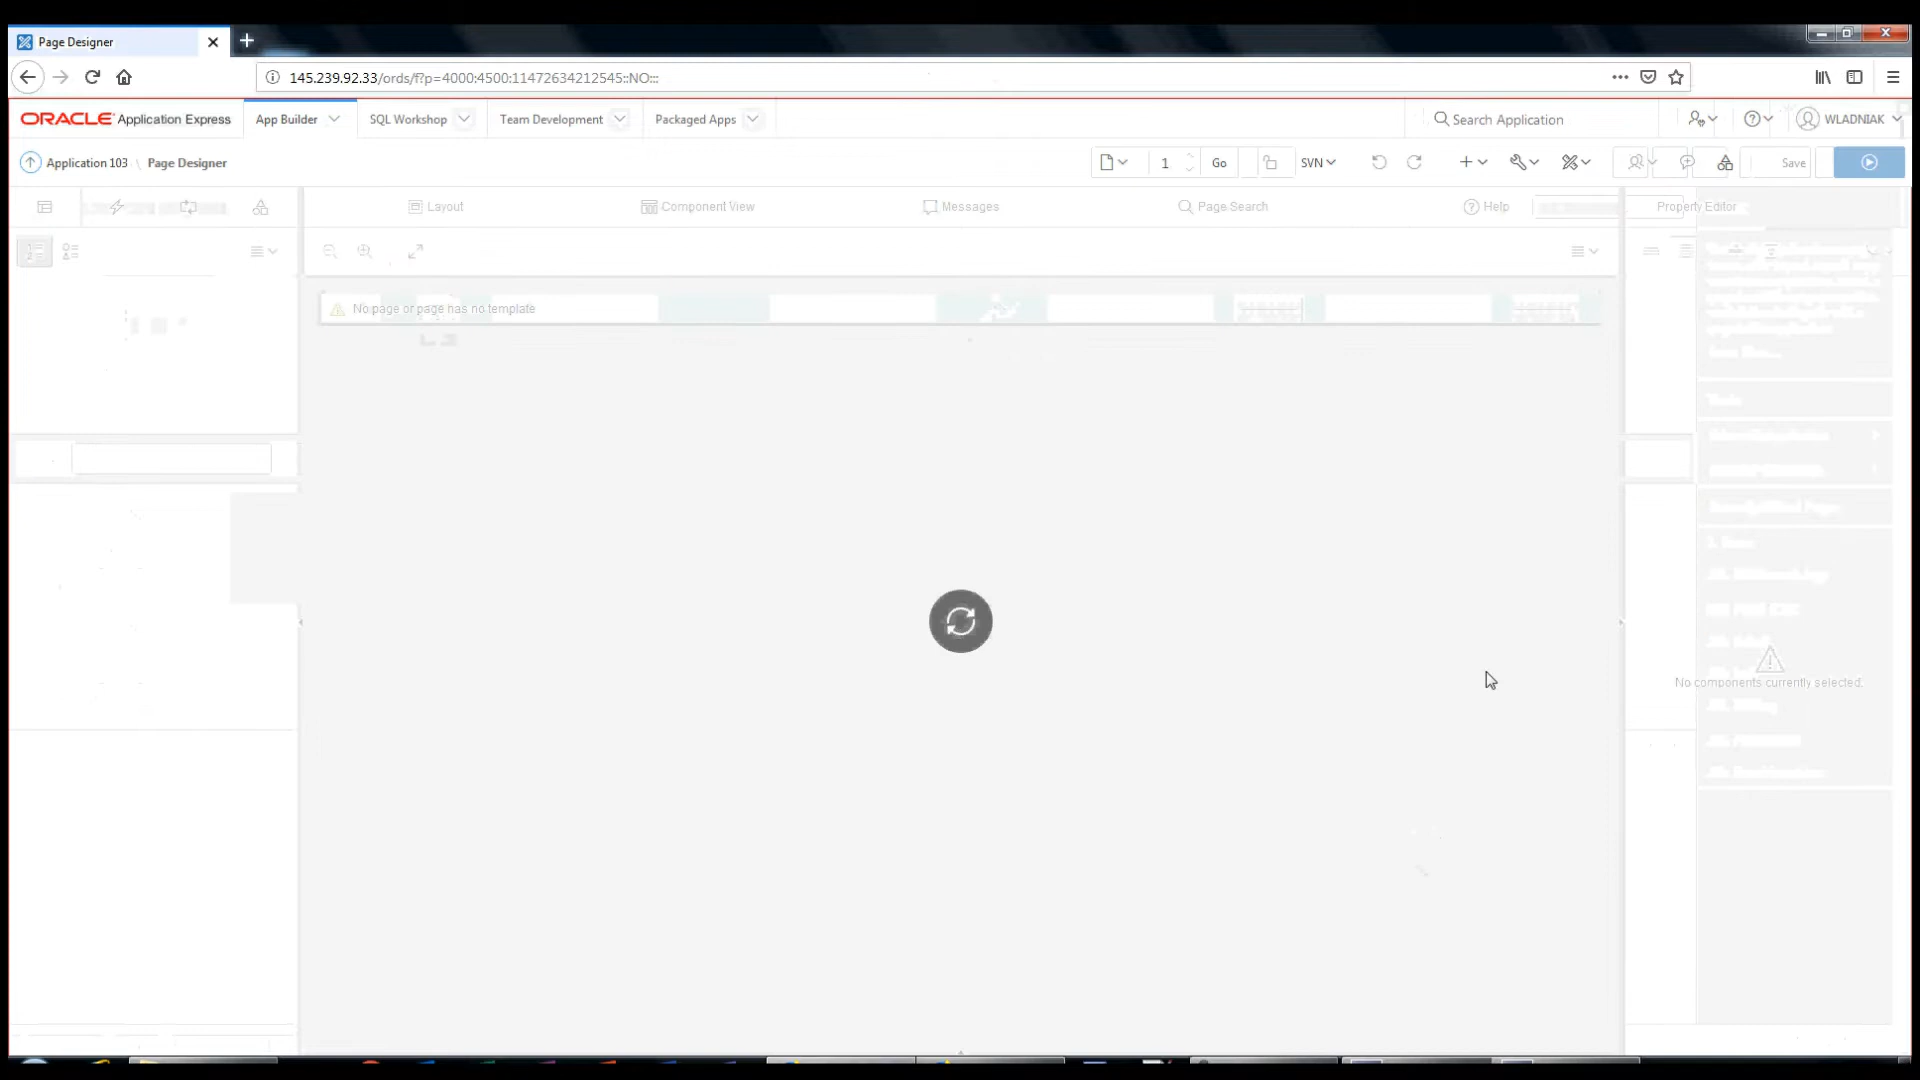 Page Designer
145.239.92.33/ords/f?p=4000:4500:11472634212545::NO:::
ORACLE Application Express
App Builder
SQL Workshop
Team Development
Packaged Apps
Search Application
WLADNIAK
Application 103 \ Page Designer
1
Go
SVN
Save
Layout
Component View
Messages
Page Search
Help
Property Editor
No page or page has no template
No components currently selected.